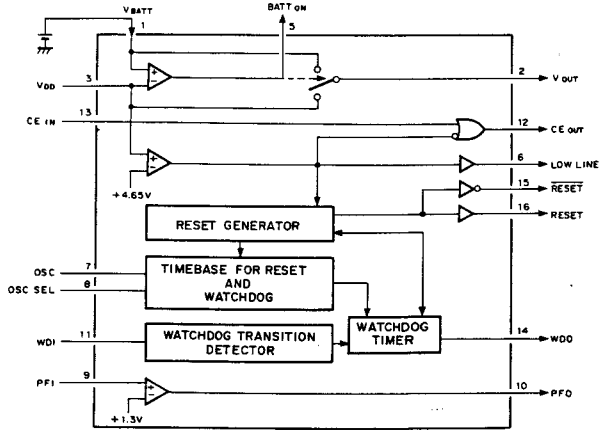 VBATT
BATT ON
1
5
3
VDD
2
VOUT
13
CE IN
12
CE OUT
6
LOW LINE
+4.65V
15
RESET
16
RESET
RESET GENERATOR
7
OSC
OSC SEL
8
TIMEBASE FOR RESET
AND
WATCHDOG
11
WDI
WATCHDOG TRANSITION
DETECTOR
WATCHDOG
TIMER
14
WDO
9
PFI
10
PFO
+1.3V